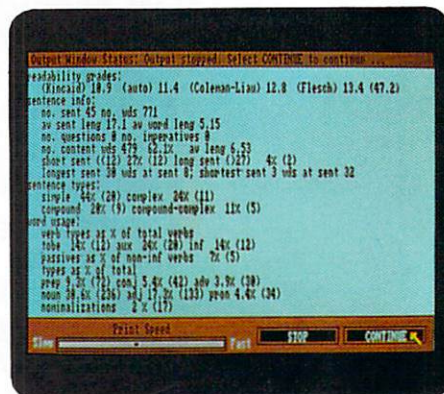 Output Window Status: Output stopped. Select CONTINUE to continue ...
readability grades:
(Kincaid) 10.9 (auto) 11.4 (Coleman-Liau) 12.8 (Flesch) 13.4 (47.2)
sentence info:
no. sent 45 no. wds 771
av sent leng 17.1 av word leng 5.15
no. questions 0 no. imperatives 0
no. content wds 479 62.1% av leng 6.53
short sent (<12) 27% (12) long sent (>27) 4% (2)
longest sent 30 wds at sent 8; shortest sent 3 wds at sent 32
sentence types:
simple 44% (20) complex 24% (11)
compound 20% (9) compound-complex 11% (5)
word usage:
verb types as % of total verbs
tobe 14% (12) aux 24% (20) inf 14% (12)
passives as % of non-inf verbs 7% (5)
types as % of total
prep 9.3% (72) conj 5.4% (42) adv 3.9% (30)
noun 30.6% (236) adj 17.3% (133) pron 4.4% (34)
nominalizations 2 % (17)
Print Speed
Slow Fast STOP CONTINUE